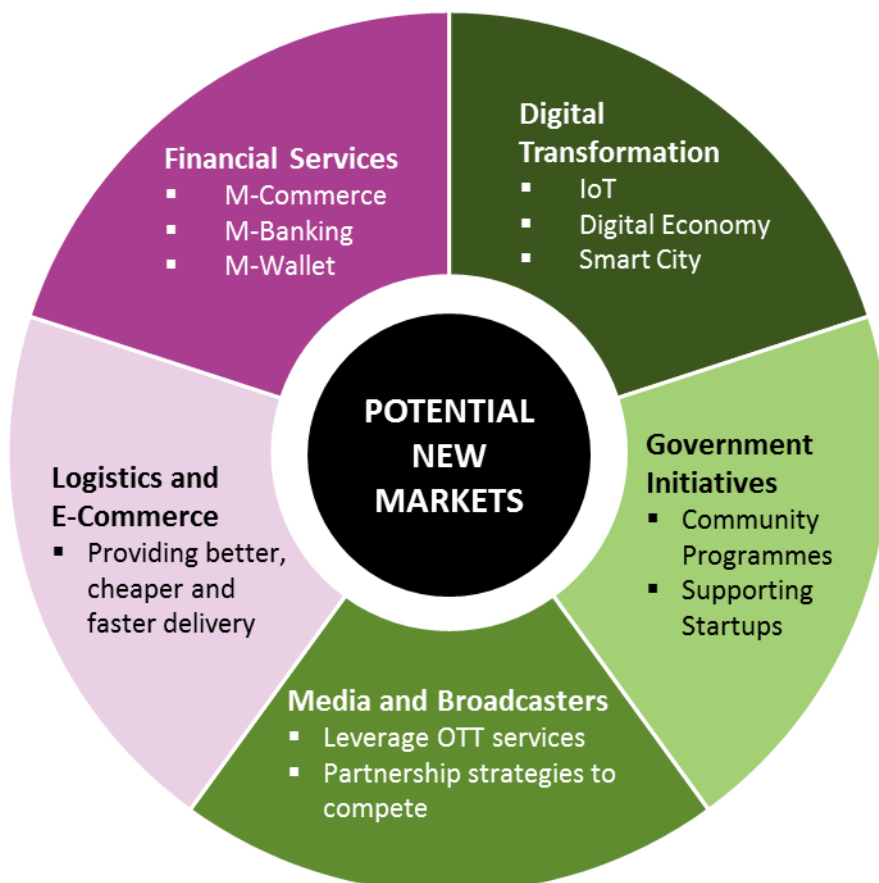 Digital
Transformation
▪ IoT
▪ Digital Economy
▪ Smart City
Government
Initiatives
▪ Community
Programmes
▪ Supporting
Startups
Media and Broadcasters
▪ Leverage OTT services
▪ Partnership strategies to
compete
Logistics and
E-Commerce
▪ Providing better,
cheaper and
faster delivery
Financial Services
▪ M-Commerce
▪ M-Banking
▪ M-Wallet
POTENTIAL
NEW
MARKETS